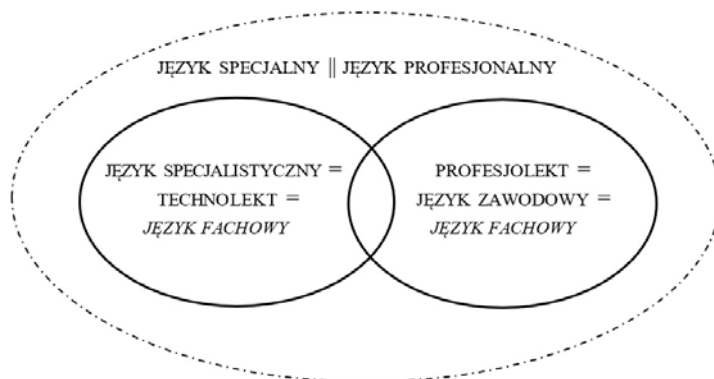 JĘZYK SPECJALNY || JĘZYK PROFESJONALNY
JĘZYK SPECJALISTYCZNY =
TECHNOLEKT =
JĘZYK FACHOWY
PROFESJOLEKT =
JĘZYK ZAWODOWY =
JĘZYK FACHOWY